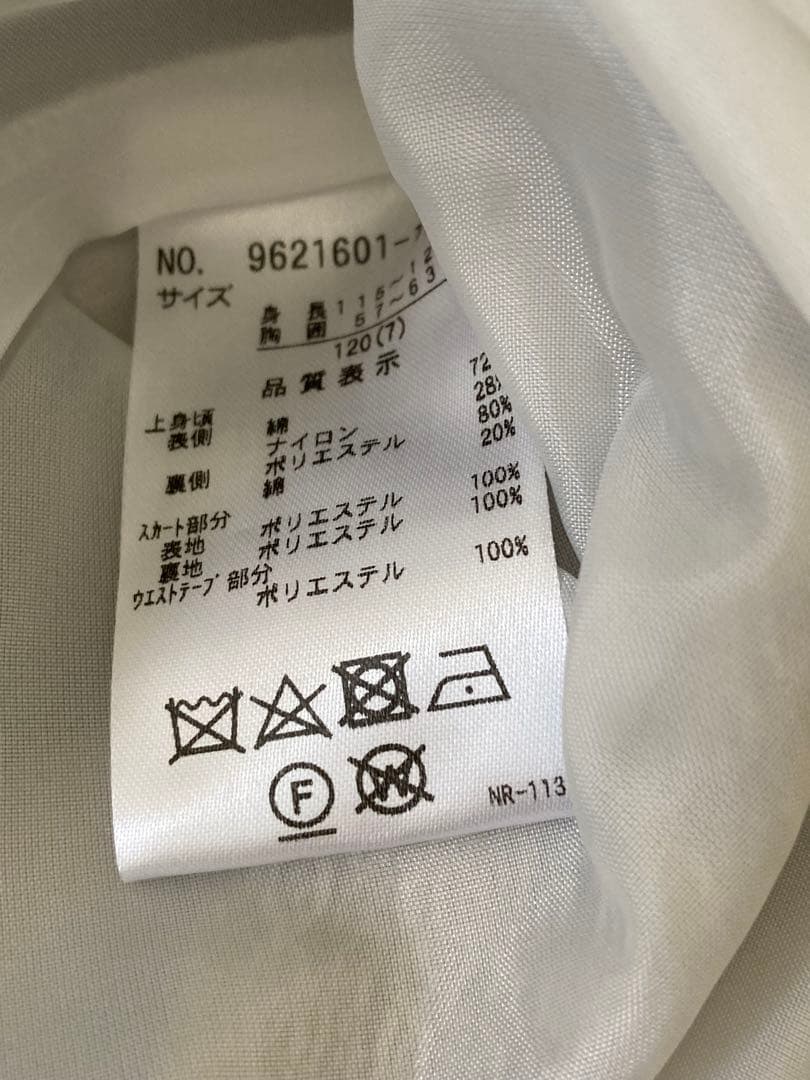 NO. 9621601-
サイズ
身長 115~12
胸囲 57~63
120(7)
品質表示
上身頃
表側 綿 72
ナイロン 28%
裏側 ポリエステル 80%
綿 20%
スカート部分
表地 ポリエステル 100%
裏地 ポリエステル 100%
ウエストテープ部分
ポリエステル 100%
F
W
NR-113